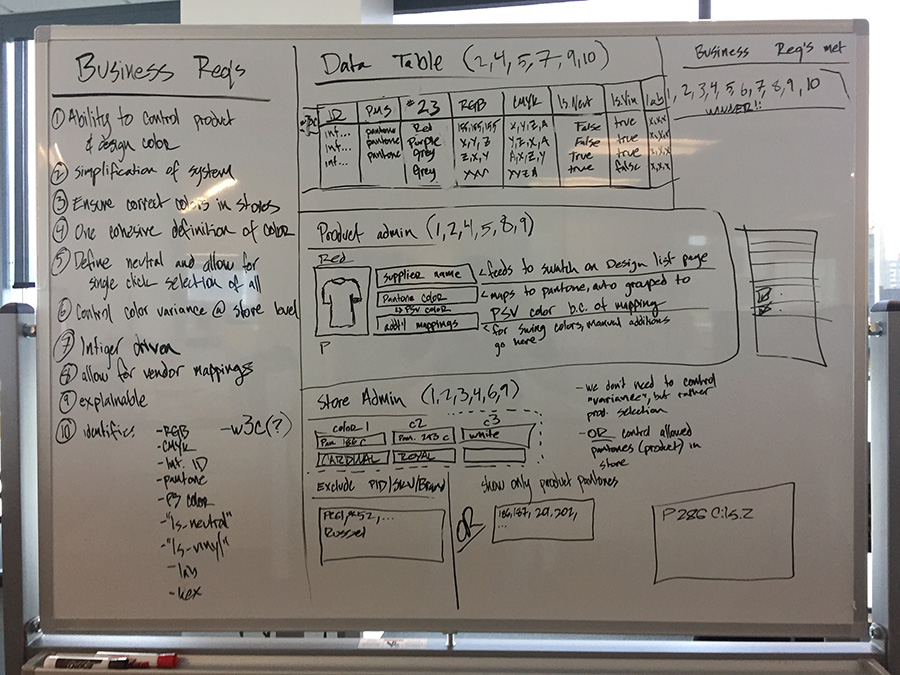 Business Req's
① Ability to control product
& design color
② Simplification of system
③ Ensure correct colors in stores
④ One cohesive definition of color
⑤ Define neutral and allow for
single click selection of all
⑥ Control color variance @ store level
⑦ Intiger driven
⑧ allow for vendor mappings
⑨ explainable
⑩ identifies:
-RGB
-CMYK
-Int. ID
-pantone
-PS color
-"Is-neutral"
-"Is-vinyl"
-lab
-hex
-w3c(?)
Data Table (2,4,5,7,9,10)
ID PMS #23 RGB CMYK Is.Neut Is.Vin Lab
int... pantone Red 155,155,155 X,Y,Z,A False true X,X,X
int... pantone Purple X,Y,Z Y,Z,X,A False true X,X,X
int... pantone Grey Z,X,Y A,X,Z,Y true true X,X,X
Grey XYZA true false X,X,X
Product admin (1,2,4,5,8,9)
Red
P
supplier name
Pantone color
↳ PSV color
add'l mappings
feeds to swatch on Design list page
maps to pantone, auto grouped to
PSV color b.c. of mapping
for swing colors, manual additions
go here
Store Admin (1,2,3,4,6,9)
color 1 c2 c3
Pan. 186 C Pan. 283 C white
CARDINAL ROYAL
Exclude PID/SKU/Brand
PC61, PC52, ...
Russel
OR
show only product pantones
186,187, 201,202,
...
- we don't need to control
"variance", but rather
prod. selection
- OR control allowed
pantones (product) in
store
P286 C:1s.2
Business Req's met
1, 2, 3, 4, 5, 6, 7, 8, 9, 10
WINNER!!